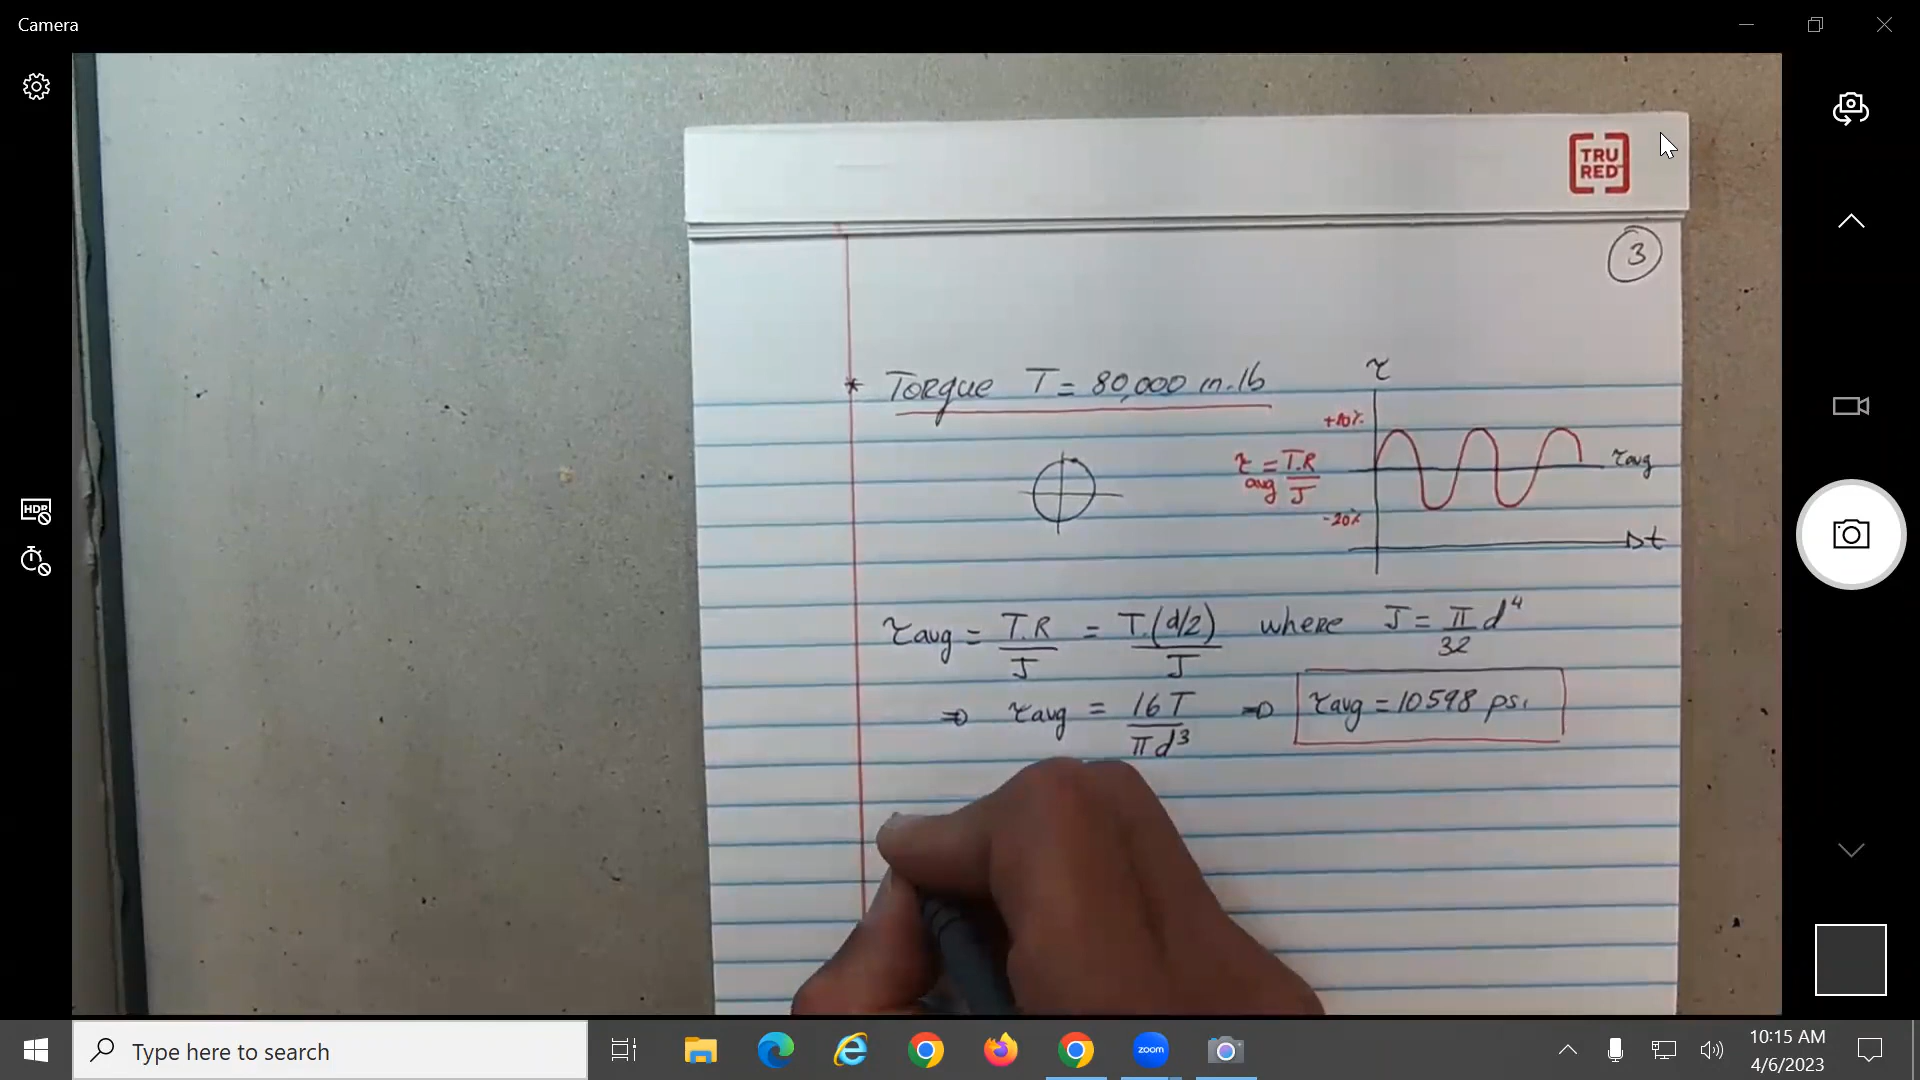 Camera
TRU
RED
3
* Torque T = 80,000 in.lb
τ
+10%
τavg = T.R / J
τavg
-20%
t
τavg = T.R / J = T.(d/2) / J where J = π/32 d⁴
⇒ τavg = 16T / πd³ ⇒ τavg = 10598 psi
Type here to search
zoom
10:15 AM
4/6/2023